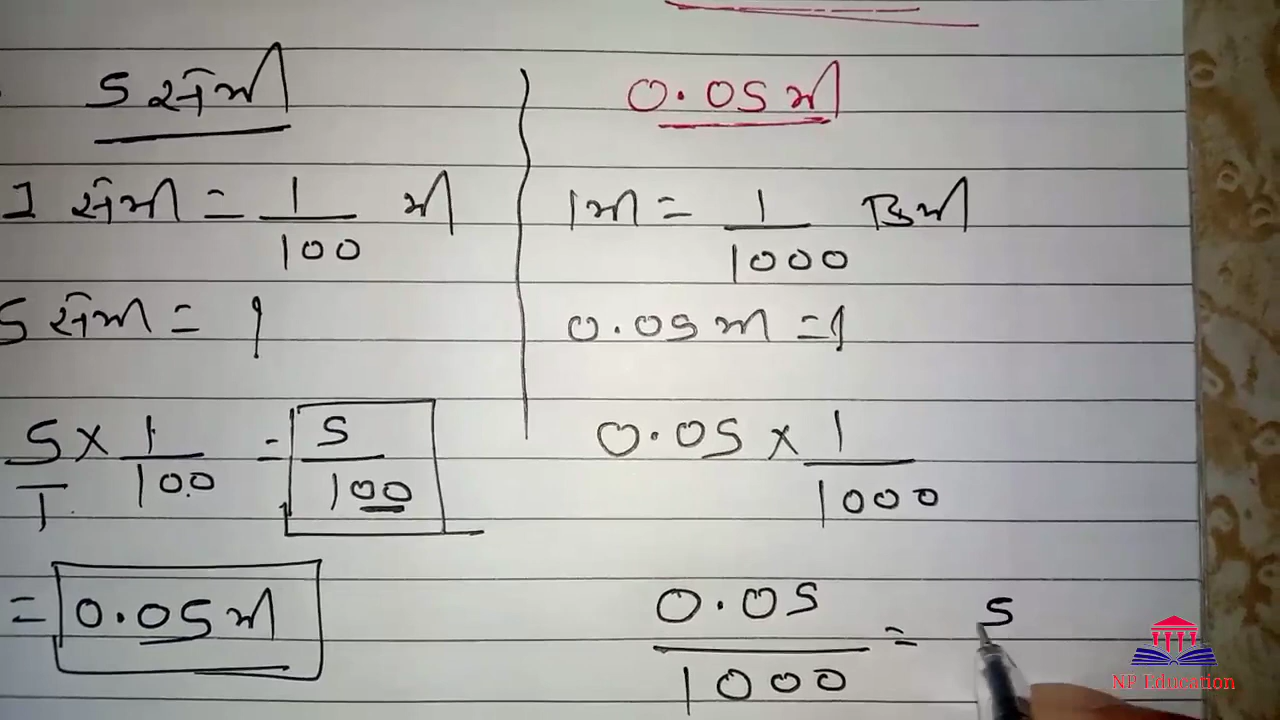 5 સેમી
1 સેમી = 1/100 મી
5 સેમી = ?
5/1 × 1/100 = 5/100
= 0.05 મી
0.05 મી
1મી = 1/1000 કિમી
0.05 મી = ?
0.05 × 1/1000
0.05/1000 = 5
NP Education